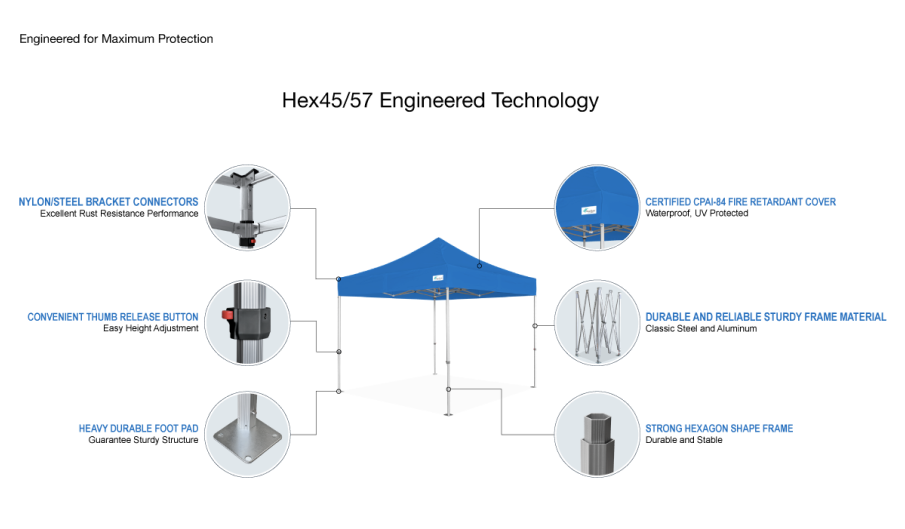 Engineered for Maximum Protection
Hex45/57 Engineered Technology
NYLON/STEEL BRACKET CONNECTORS
Excellent Rust Resistance Performance
CERTIFIED CPAI-84 FIRE RETARDANT COVER
Waterproof, UV Protected
CONVENIENT THUMB RELEASE BUTTON
Easy Height Adjustment
DURABLE AND RELIABLE STURDY FRAME MATERIAL
Classic Steel and Aluminum
HEAVY DURABLE FOOT PAD
Guarantee Sturdy Structure
STRONG HEXAGON SHAPE FRAME
Durable and Stable